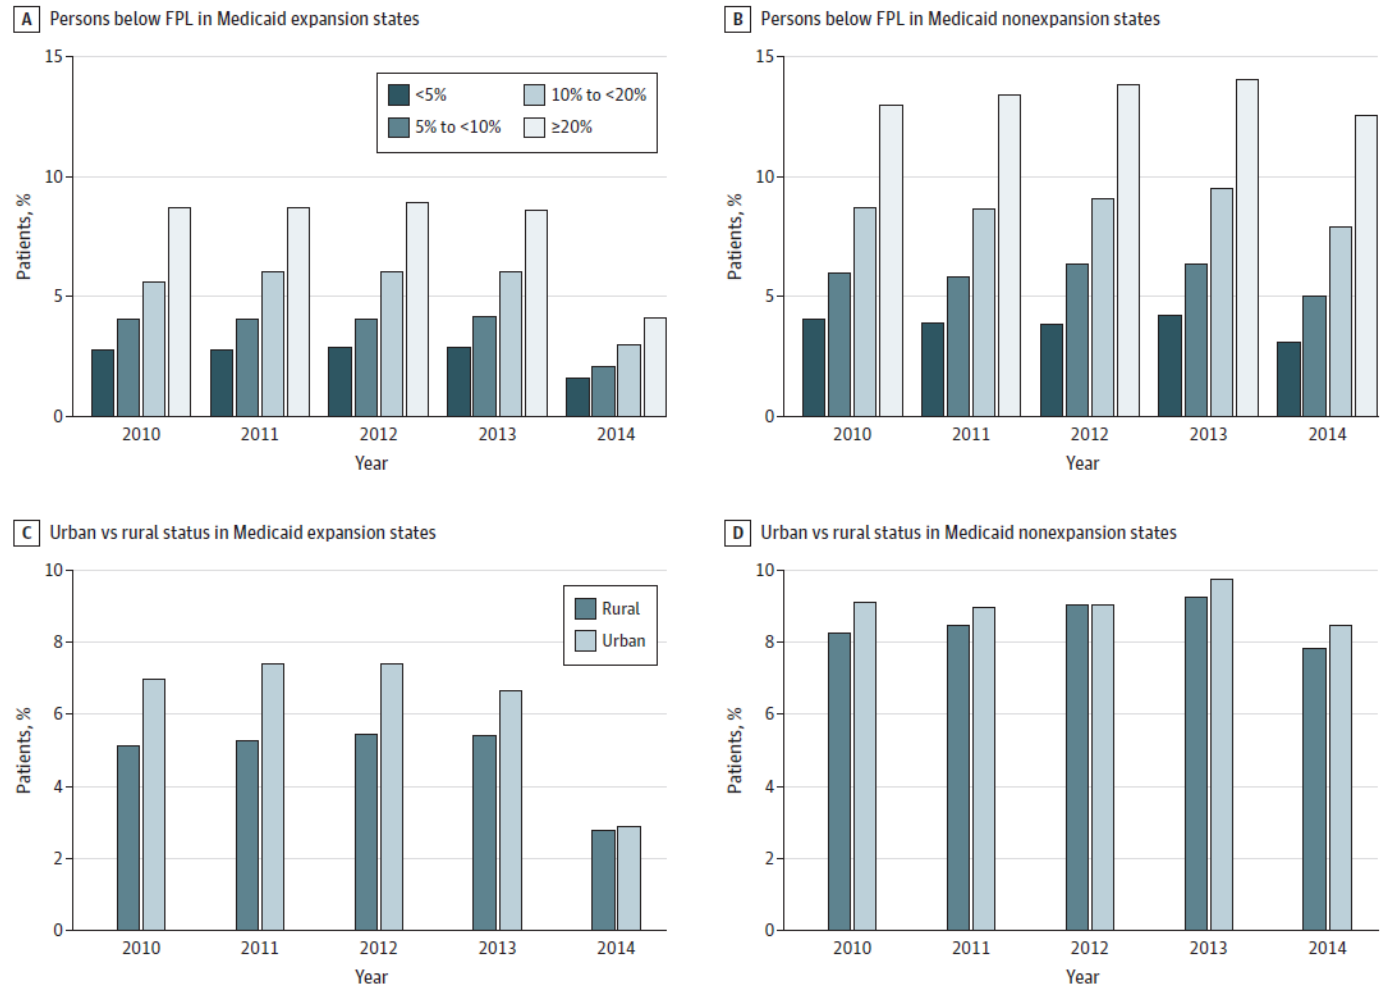 A Persons below FPL in Medicaid expansion states
15
10
5
0
Patients, %
<5%
10% to <20%
5% to <10%
≥20%
2010 2011 2012 2013 2014
Year
B Persons below FPL in Medicaid nonexpansion states
15
10
5
0
Patients, %
2010 2011 2012 2013 2014
Year
C Urban vs rural status in Medicaid expansion states
10
8
6
4
2
0
Patients, %
Rural
Urban
2010 2011 2012 2013 2014
Year
D Urban vs rural status in Medicaid nonexpansion states
10
8
6
4
2
0
Patients, %
2010 2011 2012 2013 2014
Year